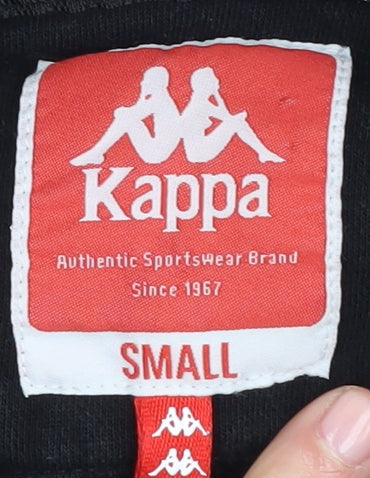 Kappa
Authentic Sportswear Brand
Since 1967
SMALL